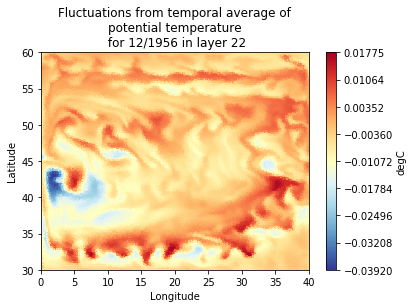 Fluctuations from temporal average of
potential temperature
for 12/1956 in layer 22
60
55
50
45
40
35
30
Latitude
0 5 10 15 20 25 30 35 40
Longitude
0.01775
0.01064
0.00352
−0.00360
−0.01072
−0.01784
−0.02496
−0.03208
−0.03920
degC